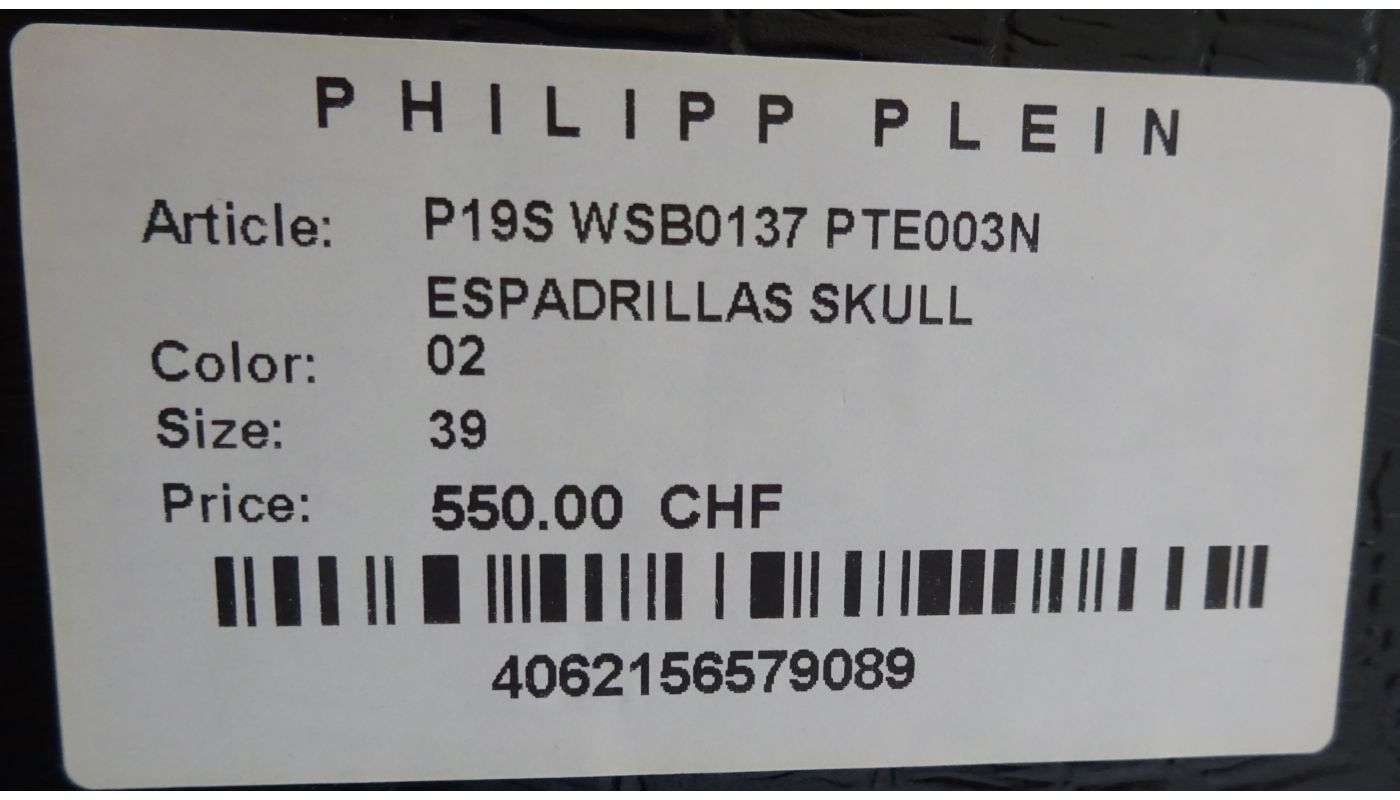 PHILIPP PLEIN
Article: P19S WSB0137 PTE003N
ESPADRILLAS SKULL
Color: 02
Size: 39
Price: 550.00 CHF
4062156579089